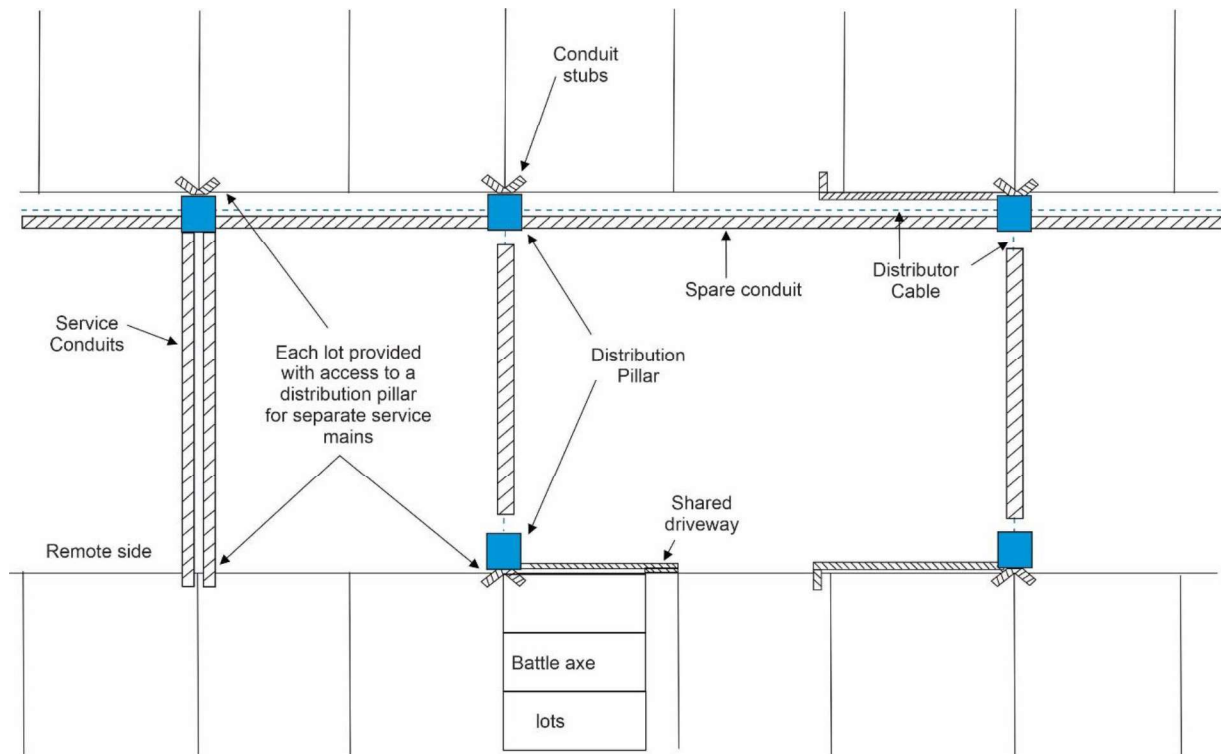 Conduit
stubs
Spare conduit
Distributor
Cable
Service
Conduits
Each lot provided
with access to a
distribution pillar
for separate service
mains
Distribution
Pillar
Shared
driveway
Remote side
Battle axe
lots